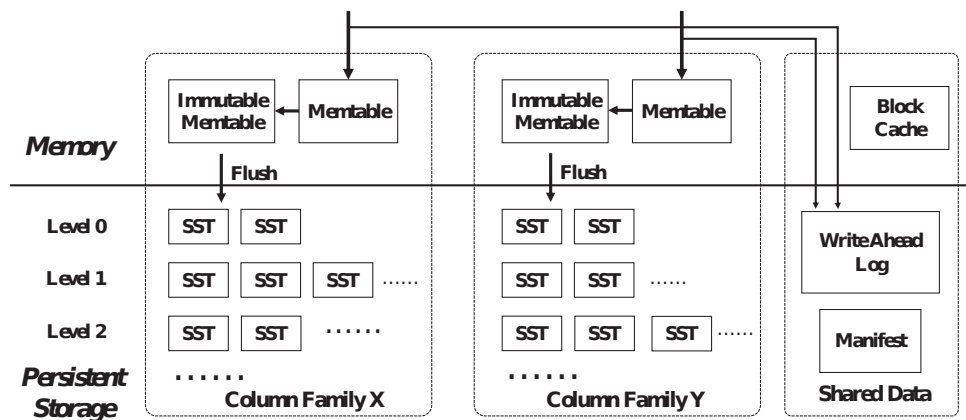 Immutable
Memtable
Memtable
Immutable
Memtable
Memtable
Block
Cache
Memory
Flush
Flush
Level 0
SST
SST
SST
SST
Write Ahead
Log
Level 1
SST
SST
SST
......
SST
SST
......
Level 2
SST
SST
......
SST
SST
SST
......
Manifest
Persistent
Storage
......
......
Column Family X
Column Family Y
Shared Data